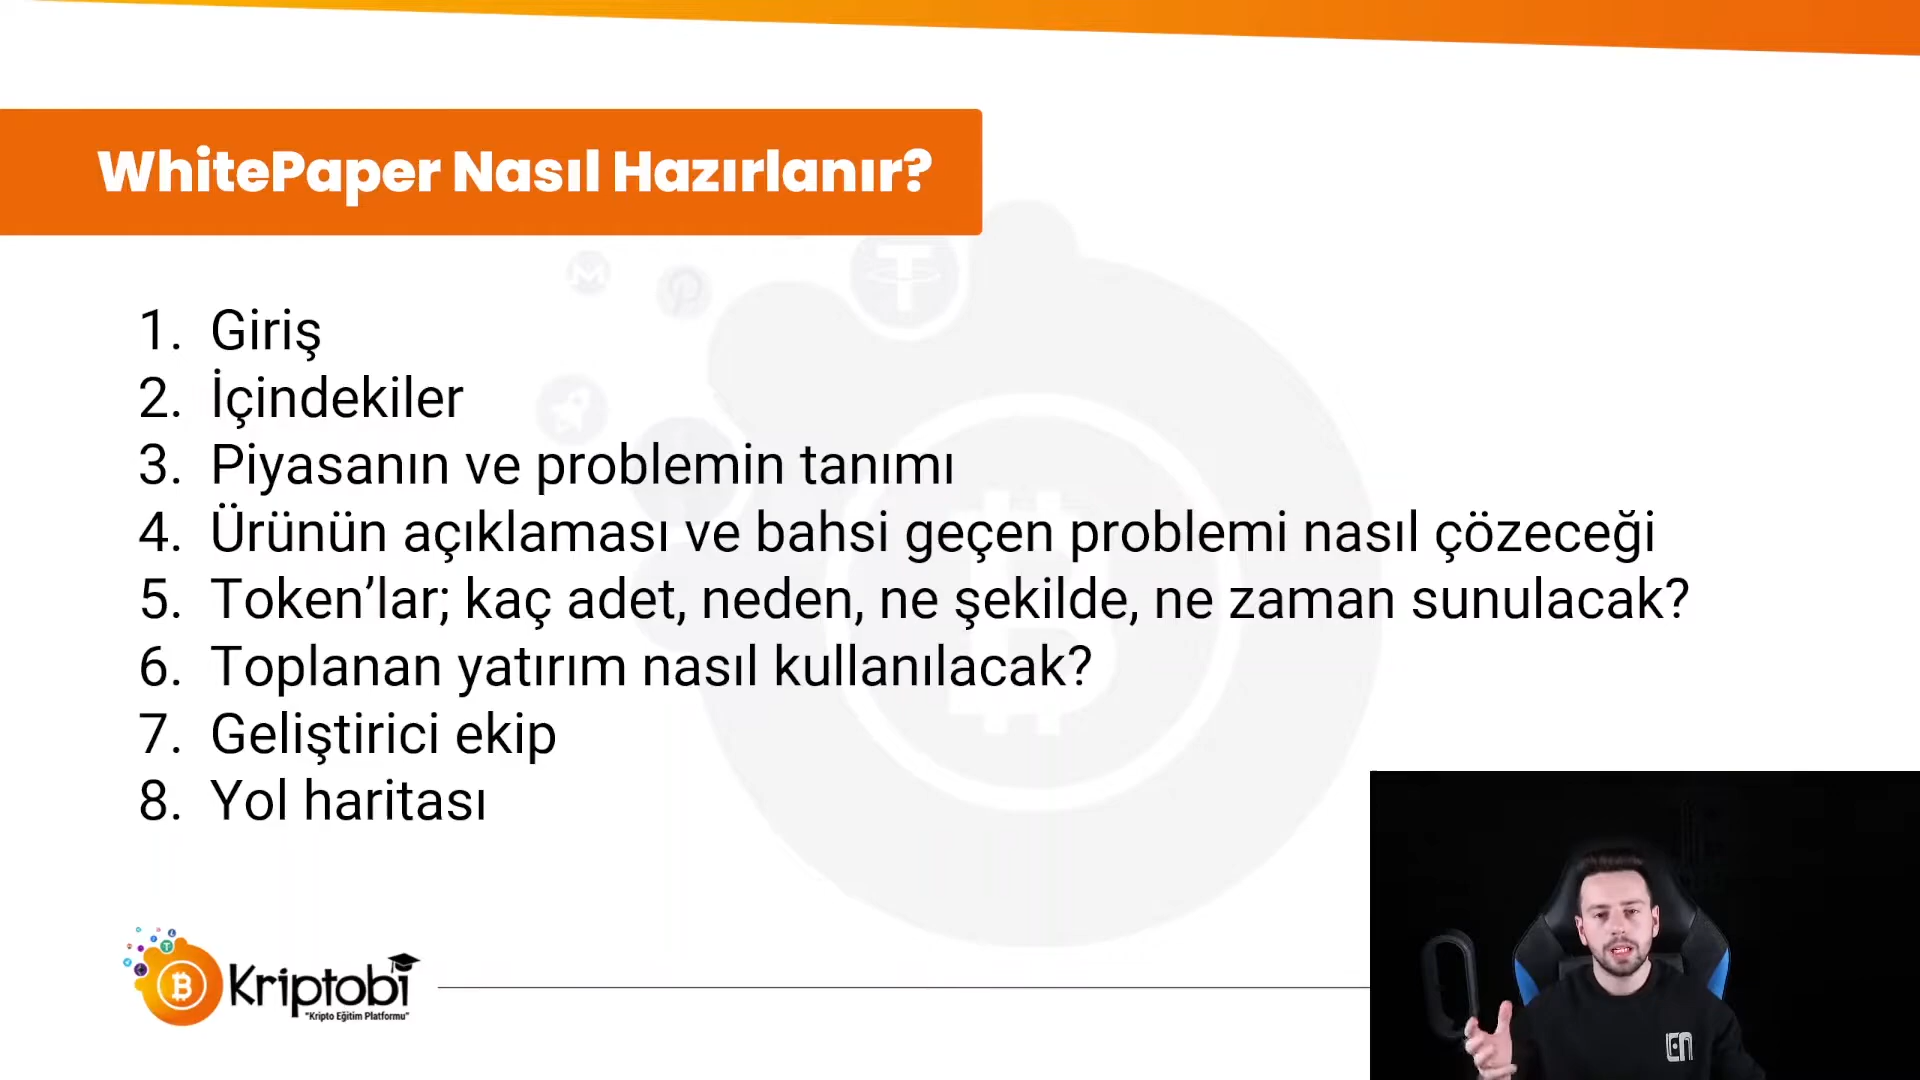 WhitePaper Nasıl Hazırlanır?
1. Giriş
2. İçindekiler
3. Piyasanın ve problemin tanımı
4. Ürünün açıklaması ve bahsi geçen problemi nasıl çözeceği
5. Token’lar; kaç adet, neden, ne şekilde, ne zaman sunulacak?
6. Toplanan yatırım nasıl kullanılacak?
7. Geliştirici ekip
8. Yol haritası
Kriptobi
"Kripto Eğitim Platformu"